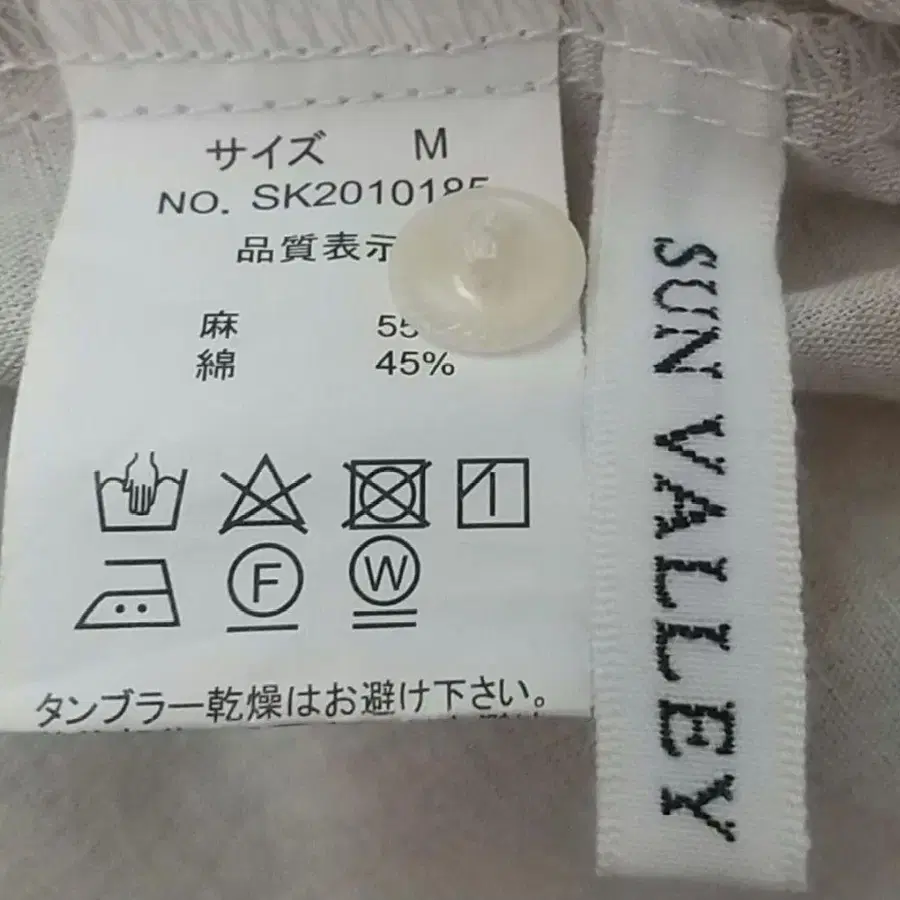 サイズ M
NO. SK2010185
品質表示
麻
綿 45%
F
W
タンブラー乾燥はお避け下さい。
SUN VALLEY